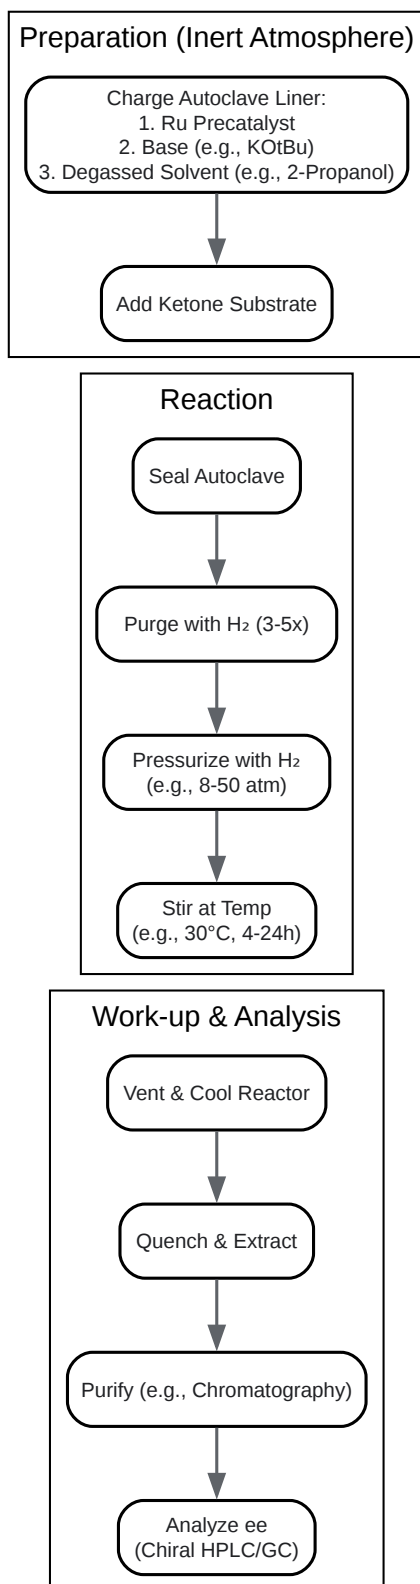 Preparation (Inert Atmosphere)
Charge Autoclave Liner:
1. Ru Precatalyst
2. Base (e.g., KOtBu)
3. Degassed Solvent (e.g., 2-Propanol)
Add Ketone Substrate
Reaction
Seal Autoclave
Purge with H₂ (3-5x)
Pressurize with H₂
(e.g., 8-50 atm)
Stir at Temp
(e.g., 30°C, 4-24h)
Work-up & Analysis
Vent & Cool Reactor
Quench & Extract
Purify (e.g., Chromatography)
Analyze ee
(Chiral HPLC/GC)